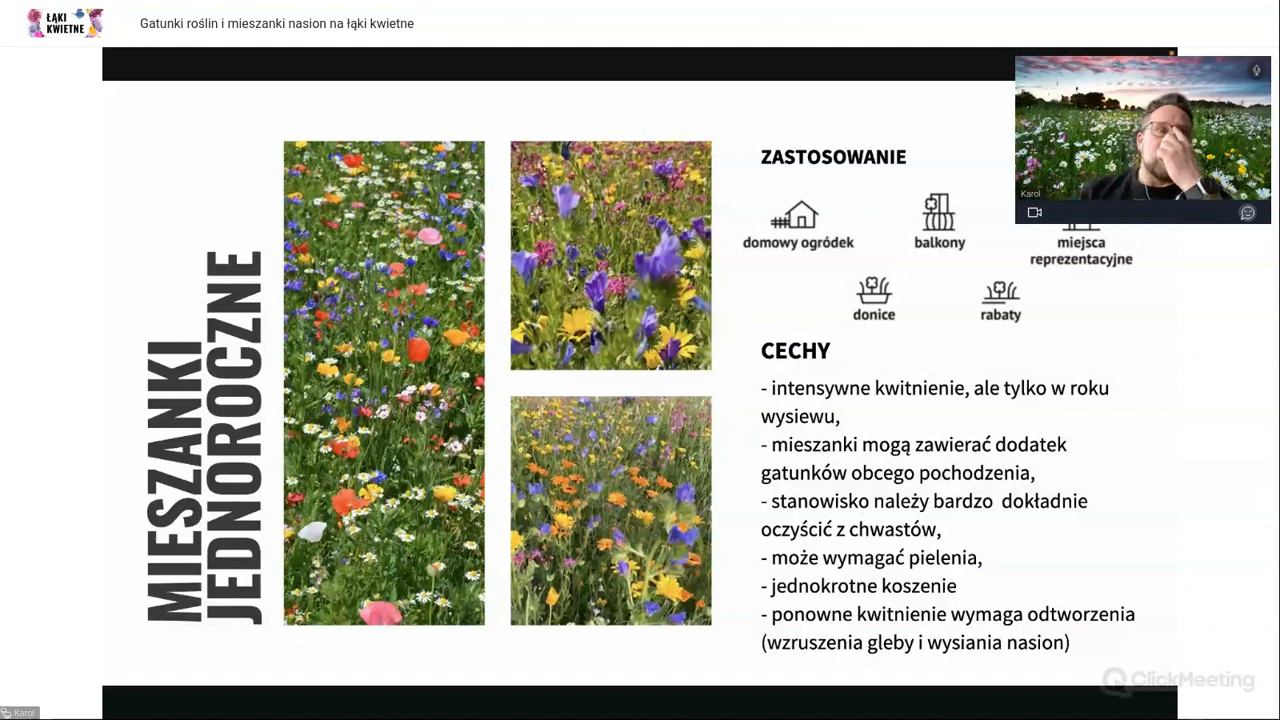 ŁĄKI
KWIETNE
Gatunki roślin i mieszanki nasion na łąki kwietne
MIESZANKI
JEDNOROCZNE
ZASTOSOWANIE
domowy ogródek
balkony
miejsca
reprezentacyjne
donice
rabaty
CECHY
- intensywne kwitnienie, ale tylko w roku
wysiewu,
- mieszanki mogą zawierać dodatek
gatunków obcego pochodzenia,
- stanowisko należy bardzo dokładnie
oczyścić z chwastów,
- może wymagać pielenia,
- jednokrotne koszenie
- ponowne kwitnienie wymaga odtworzenia
(wzruszenia gleby i wysiania nasion)
Karol
ClickMeeting
Karol